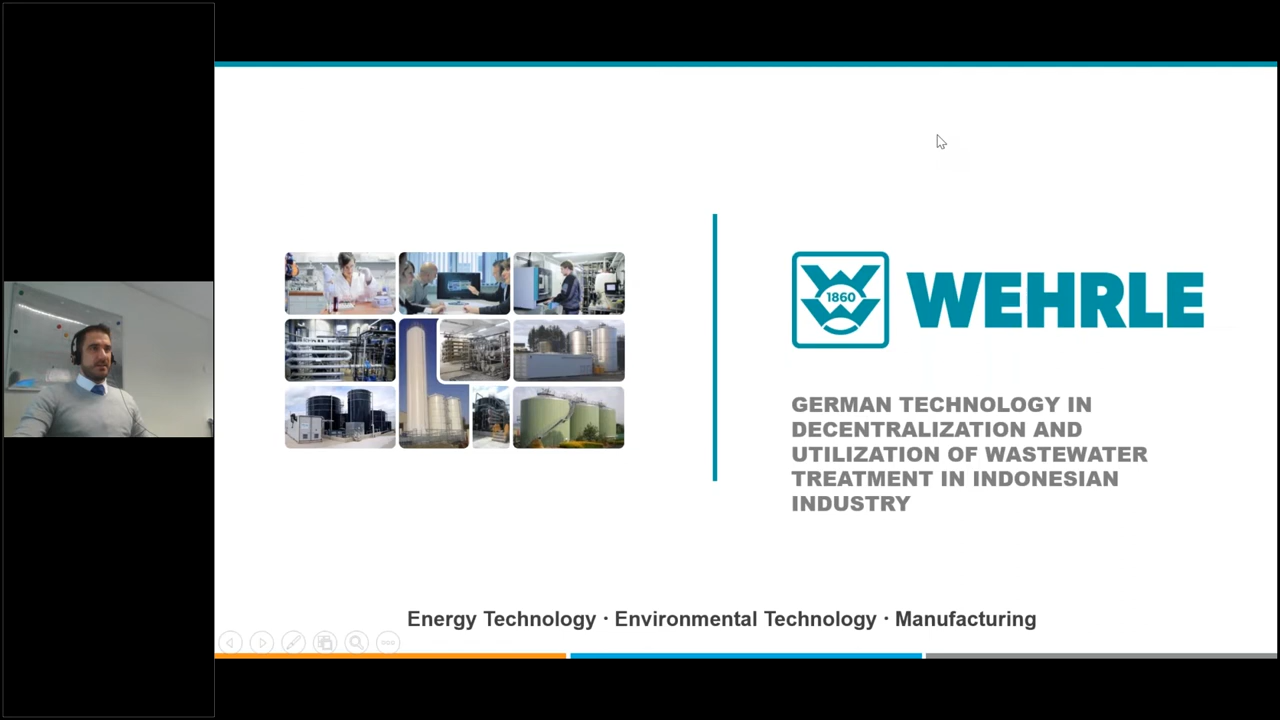 1860
WEHRLE
GERMAN TECHNOLOGY IN
DECENTRALIZATION AND
UTILIZATION OF WASTEWATER
TREATMENT IN INDONESIAN
INDUSTRY
Energy Technology · Environmental Technology · Manufacturing